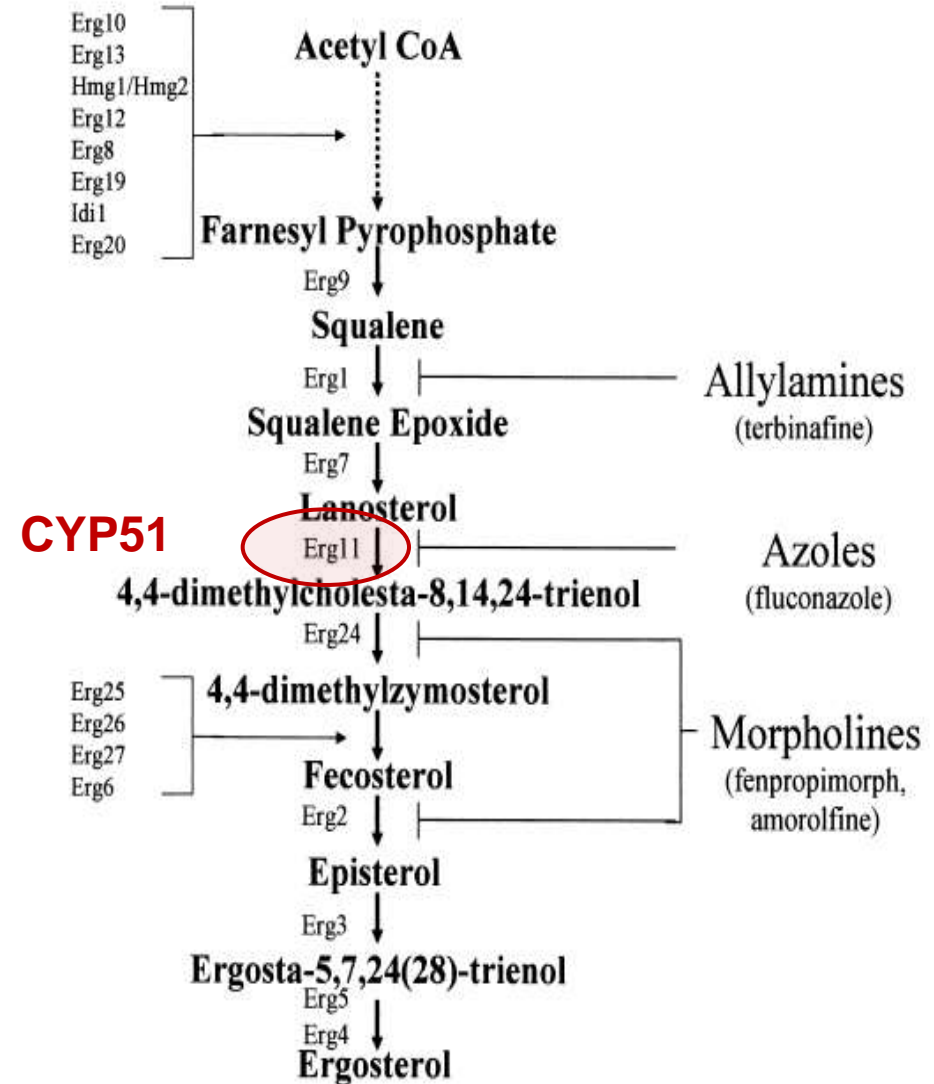 Erg10
Erg13
Hmg1/Hmg2
Erg12
Erg8
Erg19
Idi1
Erg20
Acetyl CoA
Farnesyl Pyrophosphate
Erg9
Squalene
Erg1
Allylamines
(terbinafine)
Squalene Epoxide
Erg7
Lanosterol
CYP51
Erg11
Azoles
(fluconazole)
4,4-dimethylcholesta-8,14,24-trienol
Erg24
4,4-dimethylzymosterol
Erg25
Erg26
Erg27
Erg6
Morpholines
(fenpropimorph,
amorolfine)
Fecosterol
Erg2
Episterol
Erg3
Ergosta-5,7,24(28)-trienol
Erg5
Erg4
Ergosterol